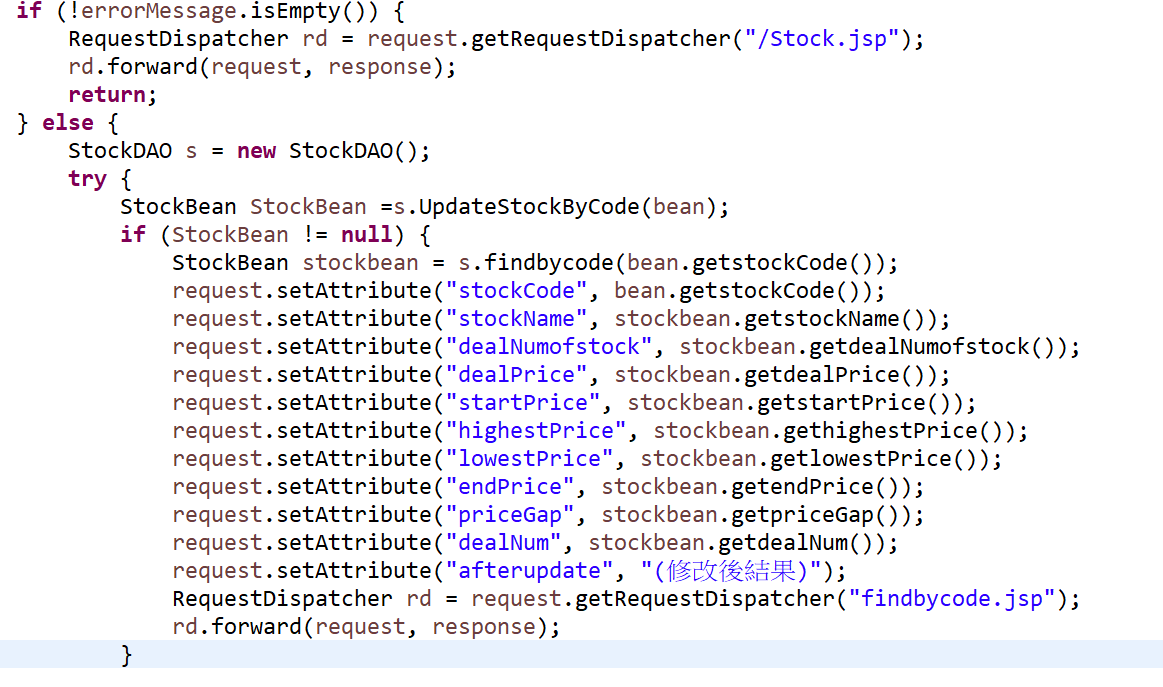 if (!errorMessage.isEmpty()) {
    RequestDispatcher rd = request.getRequestDispatcher("/Stock.jsp");
    rd.forward(request, response);
    return;
} else {
    StockDAO s = new StockDAO();
    try {
        StockBean StockBean =s.UpdateStockByCode(bean);
        if (StockBean != null) {
            StockBean stockbean = s.findbycode(bean.getstockCode());
            request.setAttribute("stockCode", bean.getstockCode());
            request.setAttribute("stockName", stockbean.getstockName());
            request.setAttribute("dealNumofstock", stockbean.getdealNumofstock());
            request.setAttribute("dealPrice", stockbean.getdealPrice());
            request.setAttribute("startPrice", stockbean.getstartPrice());
            request.setAttribute("highestPrice", stockbean.gethighestPrice());
            request.setAttribute("lowestPrice", stockbean.getlowestPrice());
            request.setAttribute("endPrice", stockbean.getendPrice());
            request.setAttribute("priceGap", stockbean.getpriceGap());
            request.setAttribute("dealNum", stockbean.getdealNum());
            request.setAttribute("afterupdate", "(修改後結果)");
            RequestDispatcher rd = request.getRequestDispatcher("findbycode.jsp");
            rd.forward(request, response);
        }